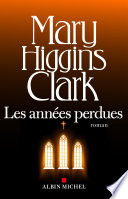 Mary
Higgins
Clark
Les années perdues
roman
ALBIN MICHEL